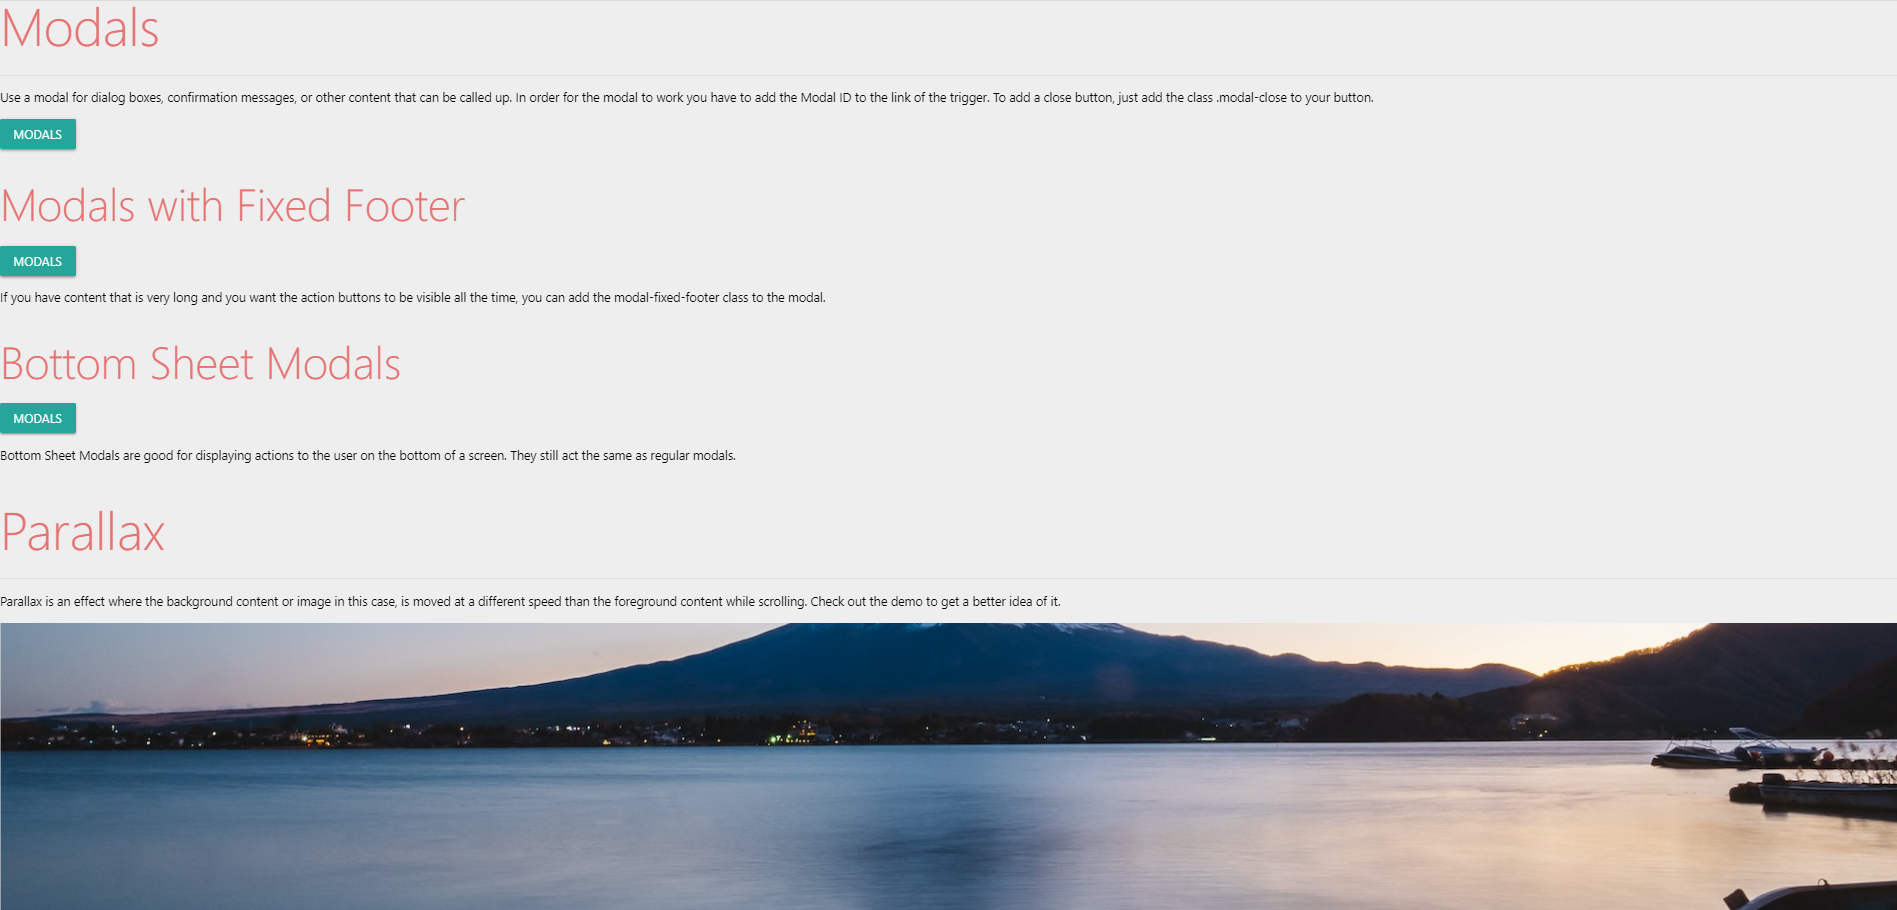 Modals
Use a modal for dialog boxes, confirmation messages, or other content that can be called up. In order for the modal to work you have to add the Modal ID to the link of the trigger. To add a close button, just add the class .modal-close to your button.
MODALS
Modals with Fixed Footer
MODALS
If you have content that is very long and you want the action buttons to be visible all the time, you can add the modal-fixed-footer class to the modal.
Bottom Sheet Modals
MODALS
Bottom Sheet Modals are good for displaying actions to the user on the bottom of a screen. They still act the same as regular modals.
Parallax
Parallax is an effect where the background content or image in this case, is moved at a different speed than the foreground content while scrolling. Check out the demo to get a better idea of it.